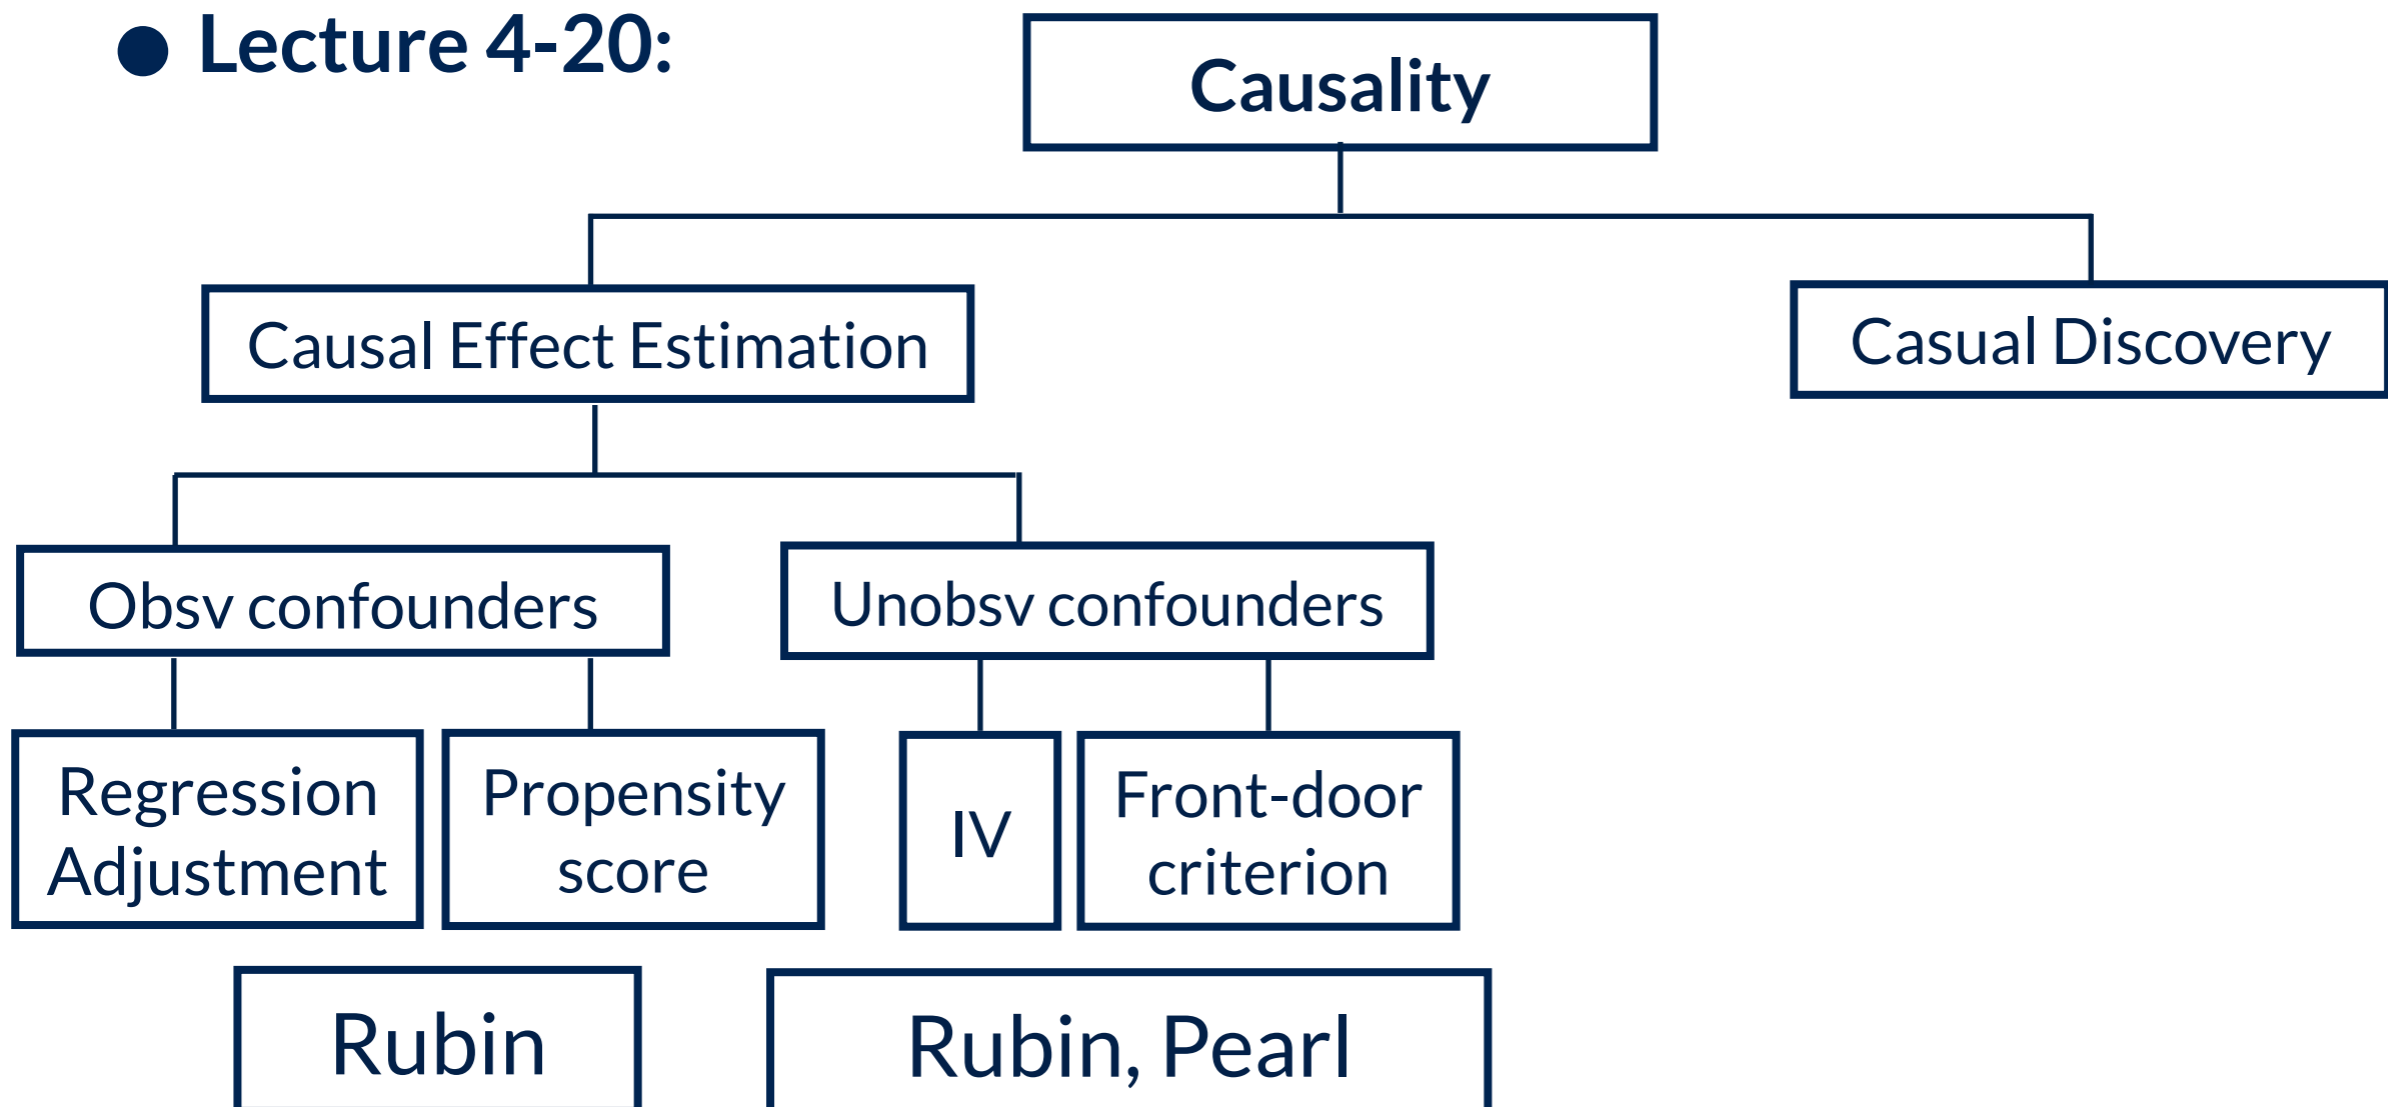 ● Lecture 4-20:
Causality
Causal Effect Estimation
Casual Discovery
Obsv confounders
Unobsv confounders
Regression
Adjustment
Propensity
score
IV
Front-door
criterion
Rubin
Rubin, Pearl